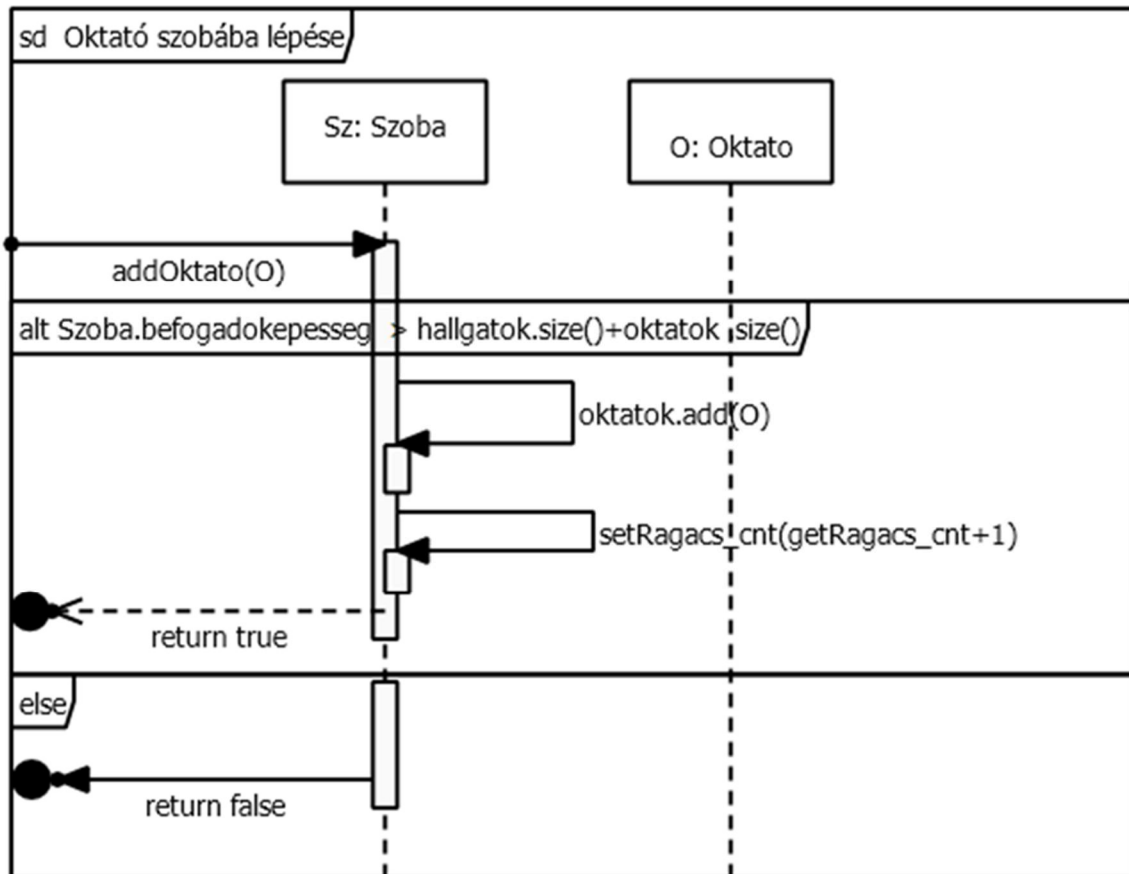 sd Oktató szobába lépése
Sz: Szoba
O: Oktato
addOktato(O)
alt Szoba.befogadokepesseg > hallgatok.size()+oktatok size()
oktatok.add(O)
setRagacs_cnt(getRagacs_cnt+1)
return true
else
return false